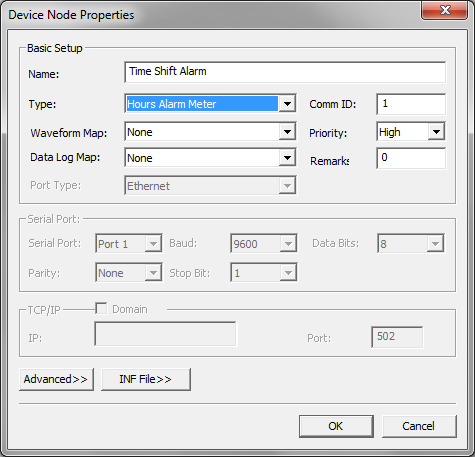 Device Node Properties
Basic Setup
Name: Time Shift Alarm
Type: Hours Alarm Meter Comm ID: 1
Waveform Map: None Priority: High
Data Log Map: None Remarks 0
Port Type: Ethernet
Serial Port:
Serial Port: Port 1 Baud: 9600 Data Bits: 8
Parity: None Stop Bit: 1
TCP/IP Domain
IP: Port: 502
Advanced>> INF File>>
OK Cancel